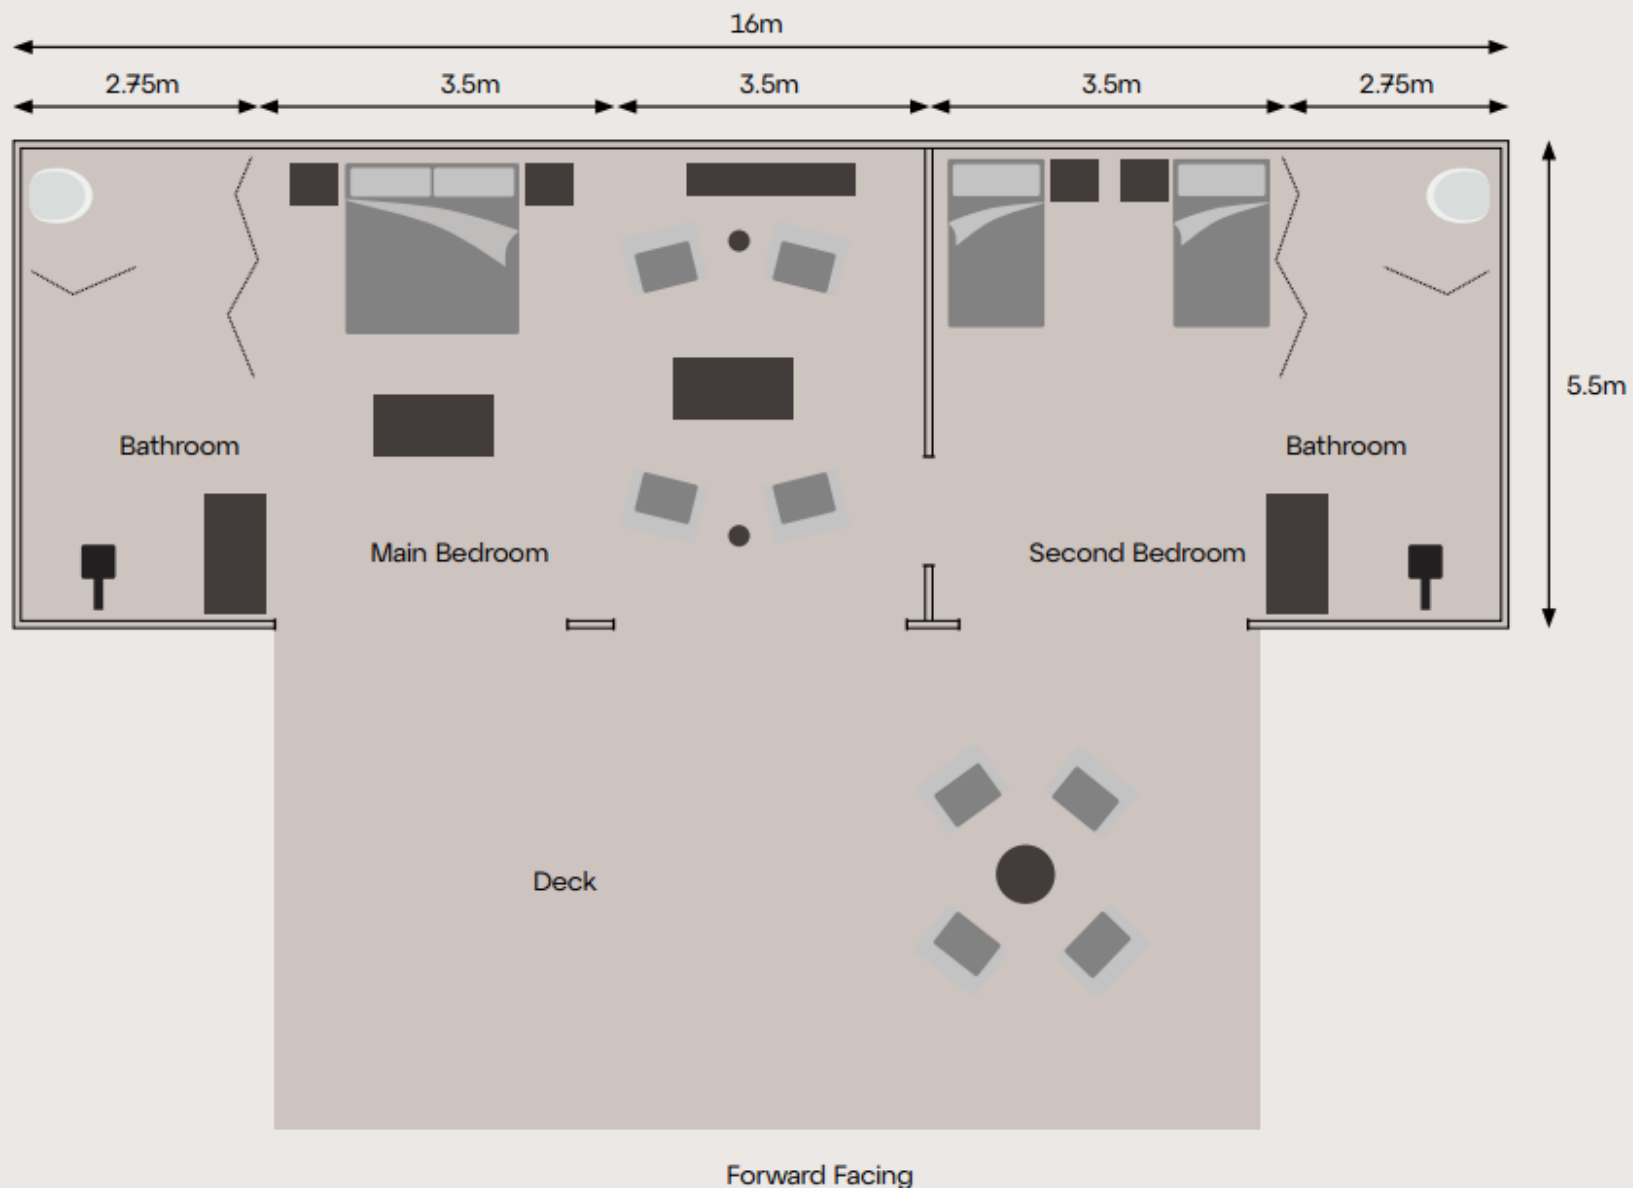 16m
2.75m
3.5m
3.5m
3.5m
2.75m
5.5m
Bathroom
Bathroom
Main Bedroom
Second Bedroom
Deck
Forward Facing